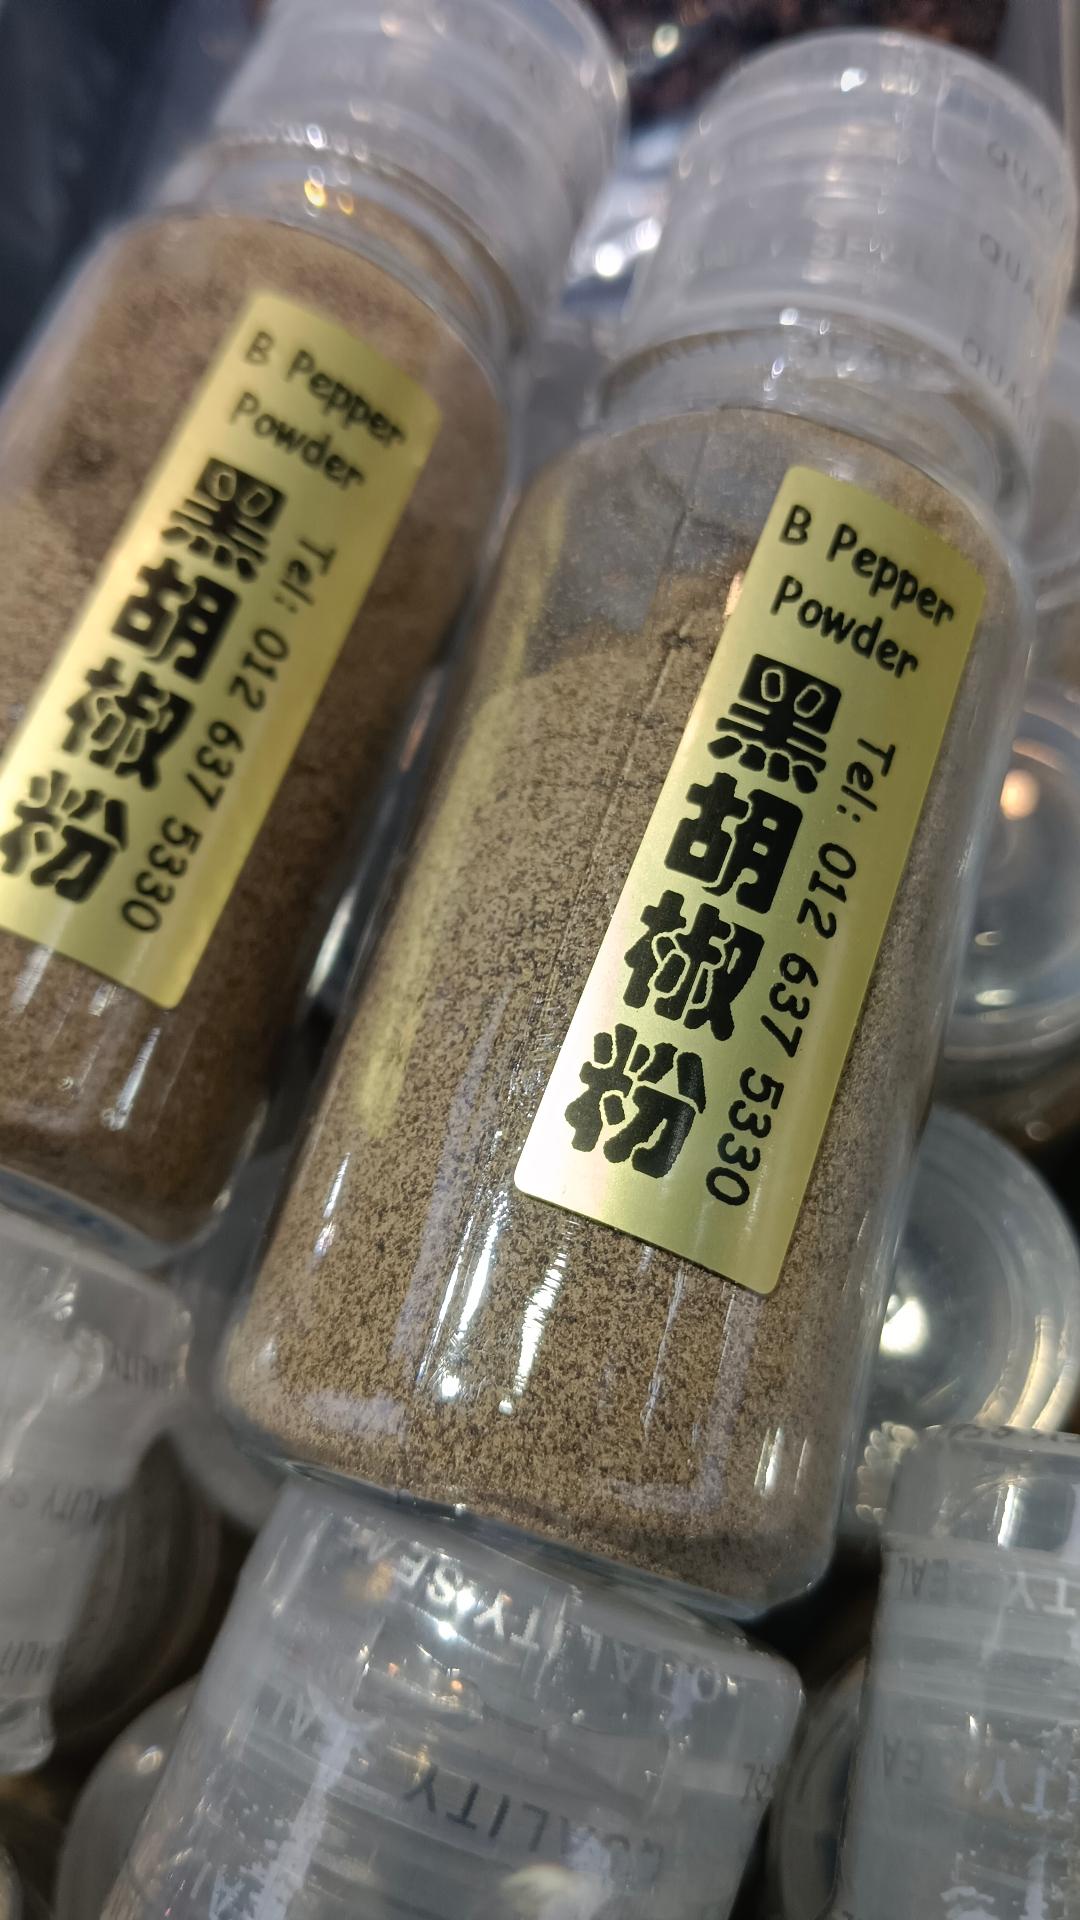 B Pepper
Powder
黑胡椒粉
Tel: 012 637 5330
B Pepper
Powder
黑胡椒粉
Tel: 012 637 5330
QUALITY SEAL
QUALITY